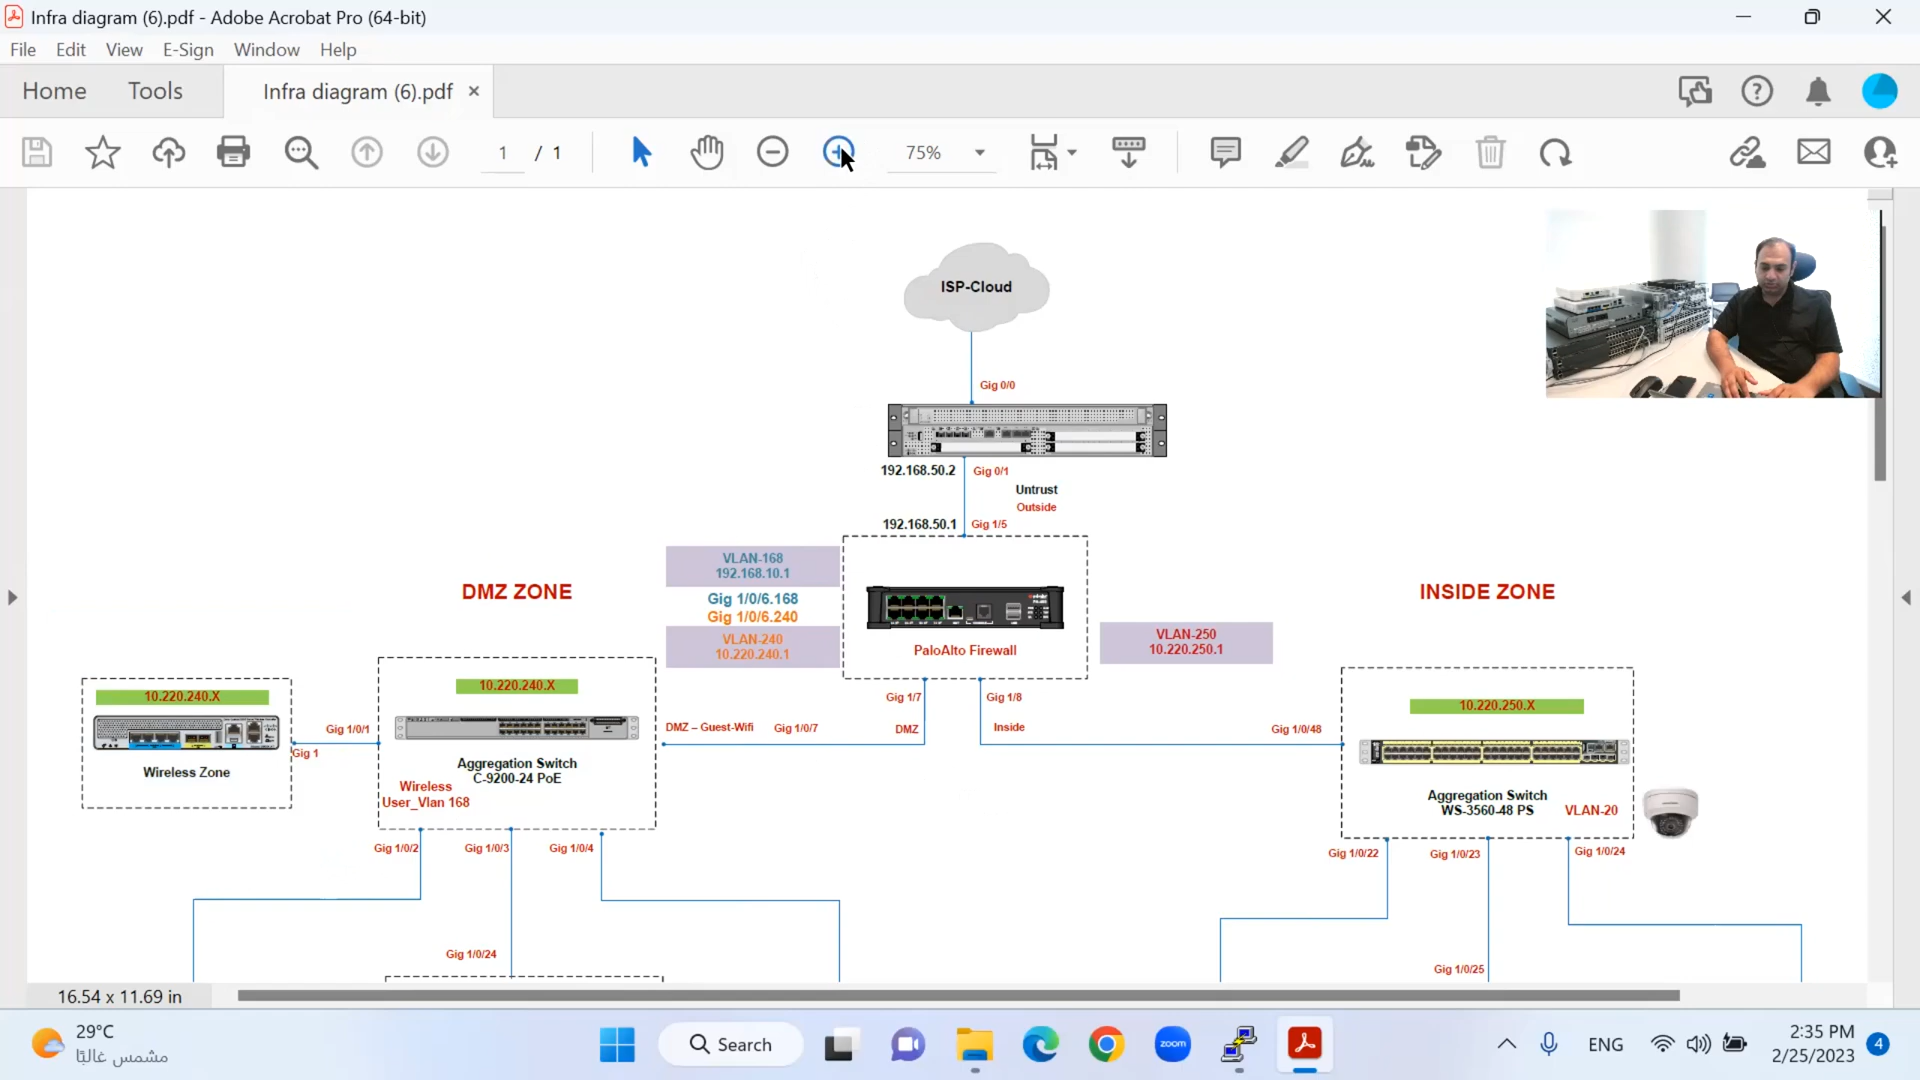 Infra diagram (6).pdf - Adobe Acrobat Pro (64-bit)
File Edit View E-Sign Window Help
Home Tools Infra diagram (6).pdf ×
1 / 1 75%
ISP-Cloud
Gig 0/0
192.168.50.2 Gig 0/1
Untrust
Outside
192.168.50.1 Gig 1/5
VLAN-168
192.168.10.1
DMZ ZONE
Gig 1/0/6.168
Gig 1/0/6.240
VLAN-240
10.220.240.1
PaloAlto Firewall
VLAN-250
10.220.250.1
INSIDE ZONE
10.220.240.X
10.220.240.X
10.220.250.X
Gig 1/7
Gig 1/8
Gig 1/0/1
Gig 1
DMZ – Guest-Wifi Gig 1/0/7 DMZ
Inside
Gig 1/0/48
Wireless Zone
Aggregation Switch
C-9200-24 PoE
Wireless
User_Vlan 168
Aggregation Switch
WS-3560-48 PS
VLAN-20
Gig 1/0/2 Gig 1/0/3 Gig 1/0/4
Gig 1/0/22 Gig 1/0/23 Gig 1/0/24
Gig 1/0/24
Gig 1/0/25
16.54 x 11.69 in
29°C
مشمس غالبًا
Search
zoom
ENG
2:35 PM
2/25/2023
4